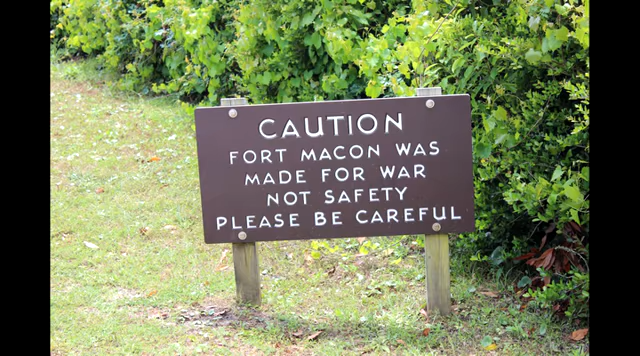 CAUTION
FORT MACON WAS
MADE FOR WAR
NOT SAFETY
PLEASE BE CAREFUL